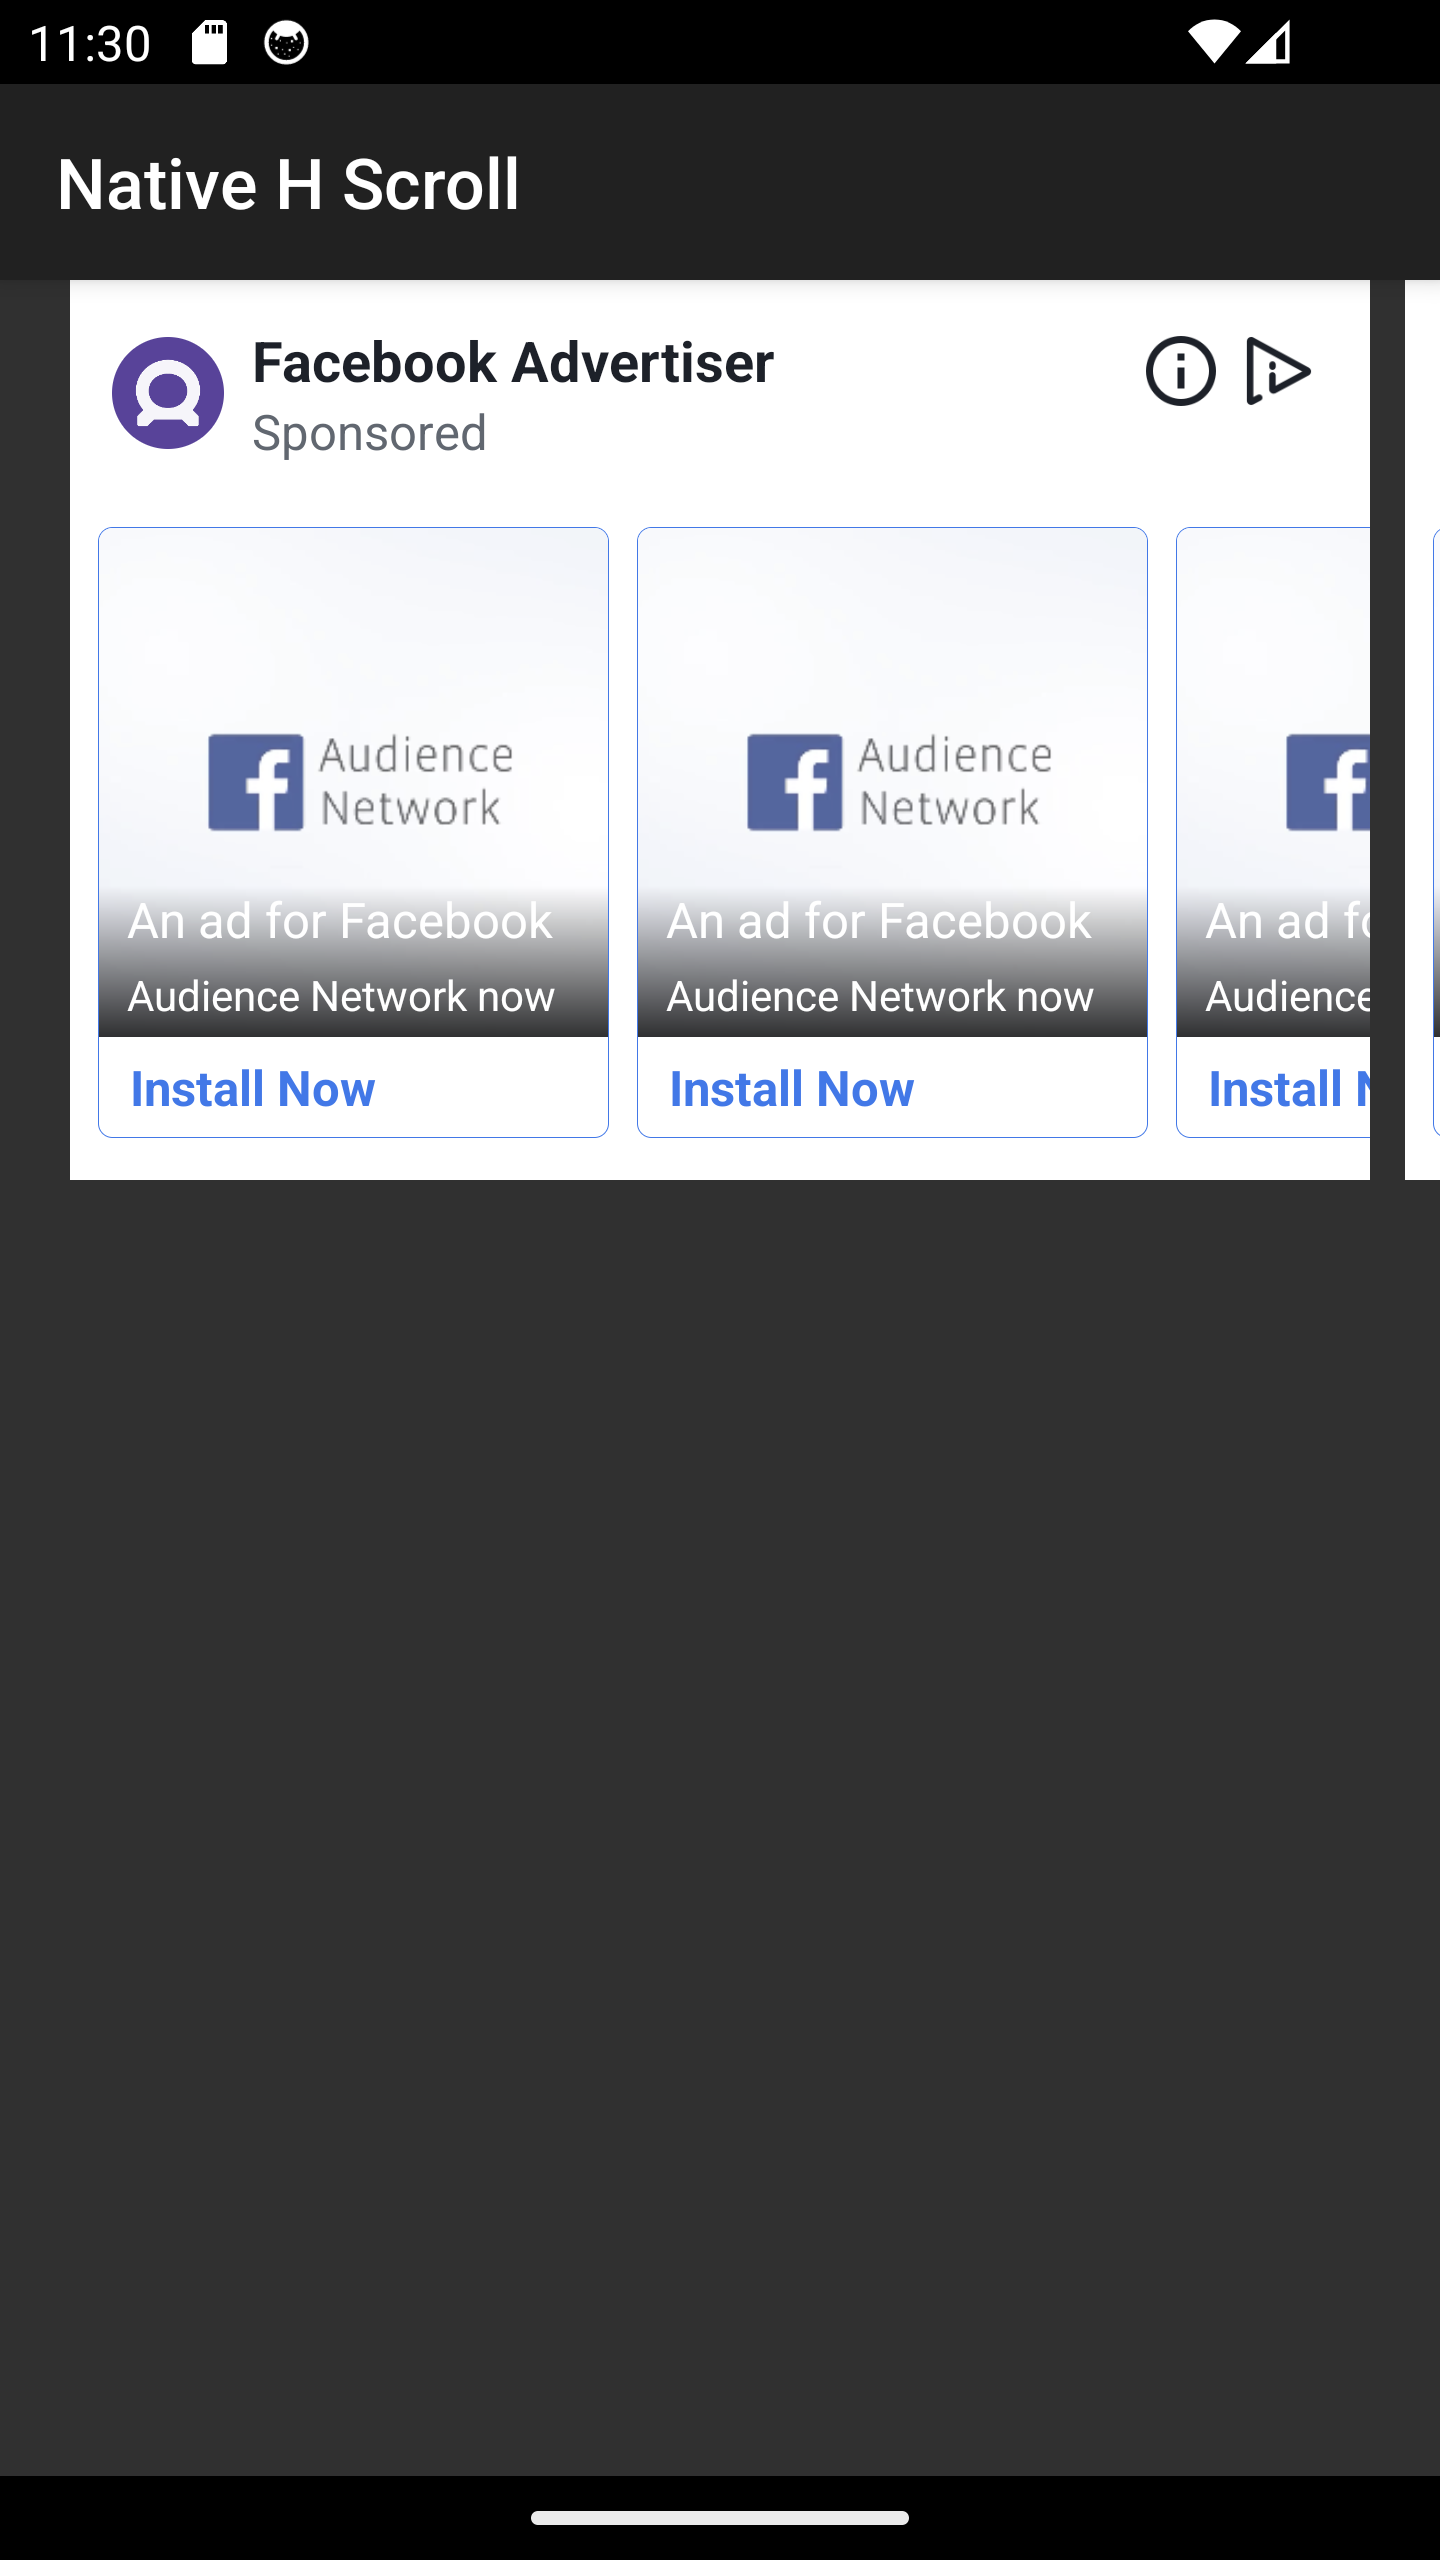 11:30
Native H Scroll
Facebook Advertiser
Sponsored
Audience
Network
An ad for Facebook
Audience Network now
Install Now
Audience
Network
An ad for Facebook
Audience Network now
Install Now
An ad fo
Audience
Install N